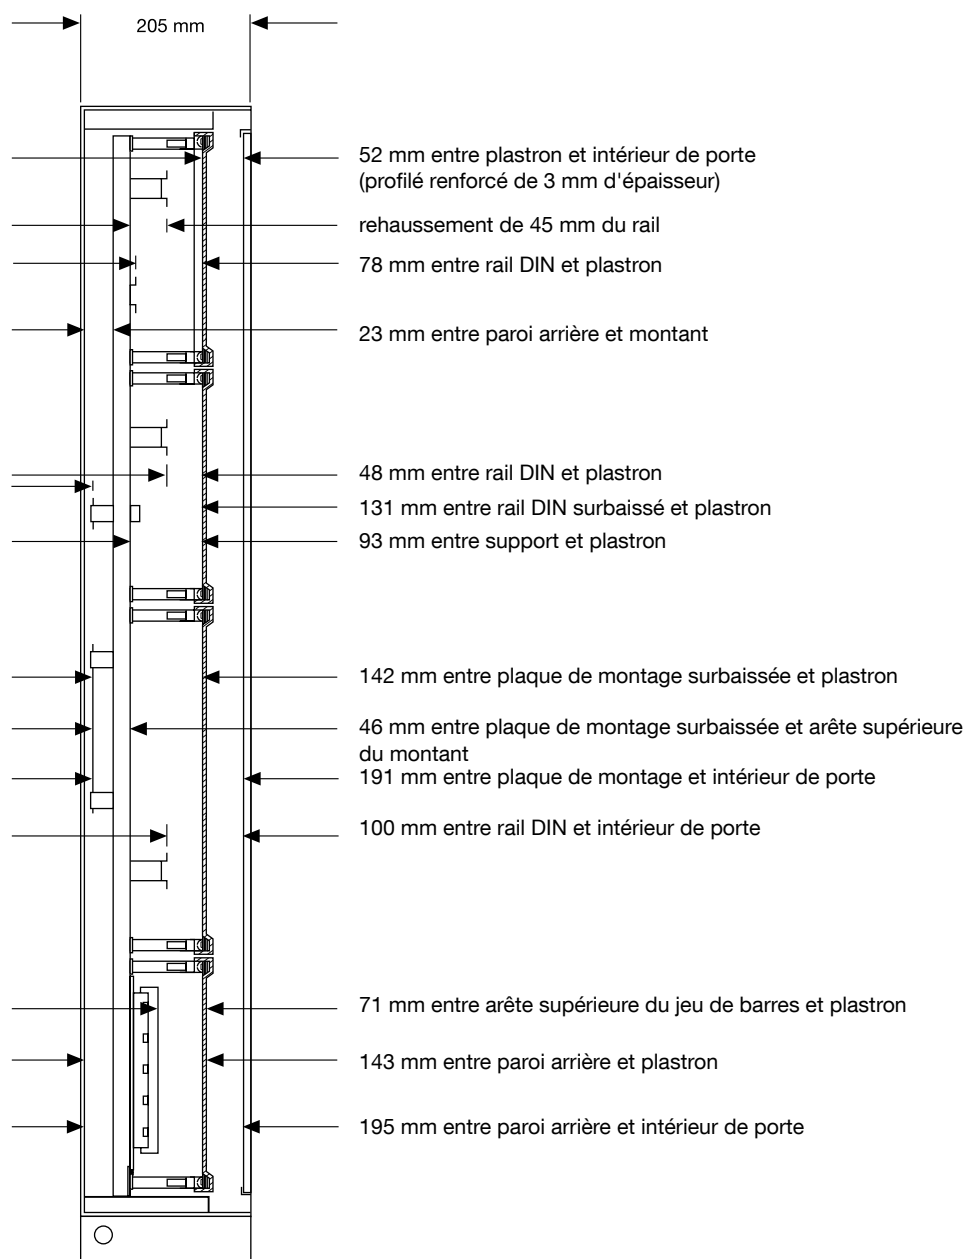 205 mm
52 mm entre plastron et intérieur de porte
(profilé renforcé de 3 mm d'épaisseur)
rehaussement de 45 mm du rail
78 mm entre rail DIN et plastron
23 mm entre paroi arrière et montant
48 mm entre rail DIN et plastron
131 mm entre rail DIN surbaissé et plastron
93 mm entre support et plastron
142 mm entre plaque de montage surbaissée et plastron
46 mm entre plaque de montage surbaissée et arête supérieure
du montant
191 mm entre plaque de montage et intérieur de porte
100 mm entre rail DIN et intérieur de porte
71 mm entre arête supérieure du jeu de barres et plastron
143 mm entre paroi arrière et plastron
195 mm entre paroi arrière et intérieur de porte